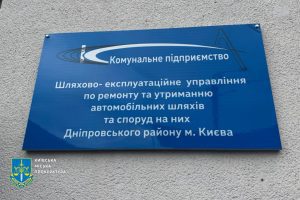 Комунальне підприємство
Шляхово- експлуатаційне управління
по ремонту та утриманню
автомобільних шляхів
та споруд на них
Дніпровського району м. Києва
КИЇВСЬКА
МІСЬКА
ПРОКУРАТУРА